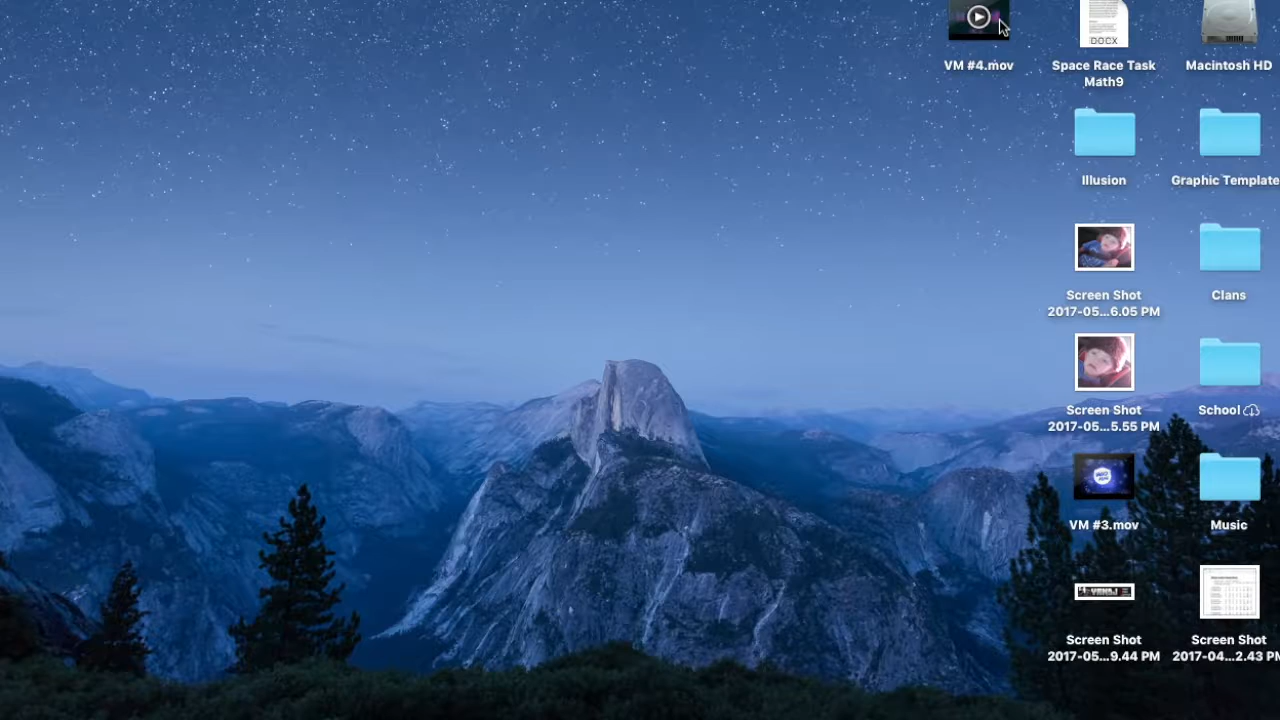 DOCX
VM #4.mov
Space Race Task
Math9
Macintosh HD
Illusion
Graphic Template
Screen Shot
2017-05...6.05 PM
Clans
Screen Shot
2017-05...5.55 PM
School
VM #3.mov
Music
Screen Shot
2017-05...9.44 PM
Screen Shot
2017-04...2.43 PM